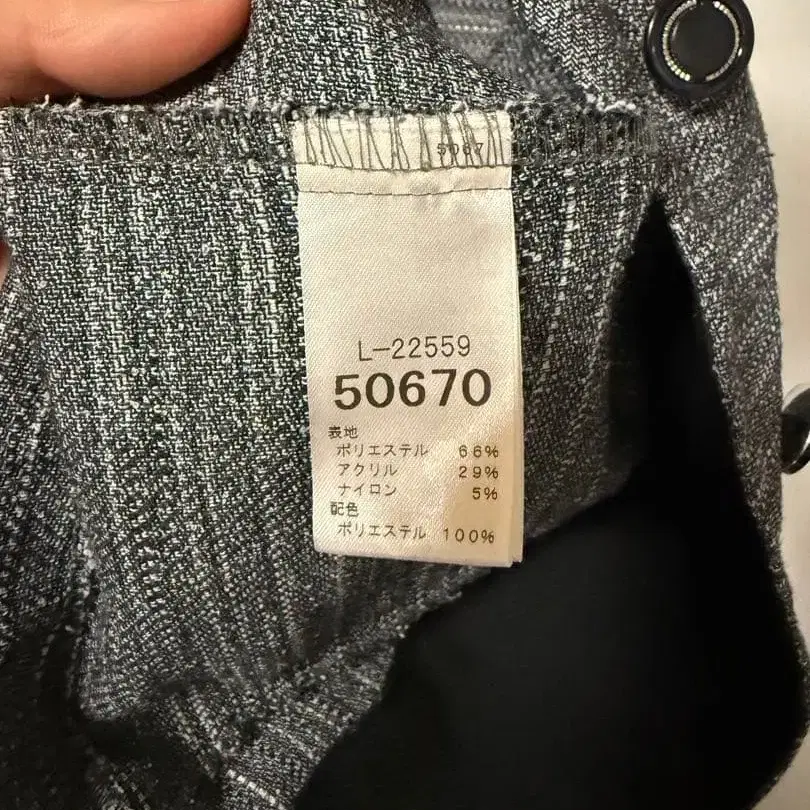 5067
L-22559
50670
表地
ポリエステル 66%
アクリル 29%
ナイロン 5%
配色
ポリエステル 100%